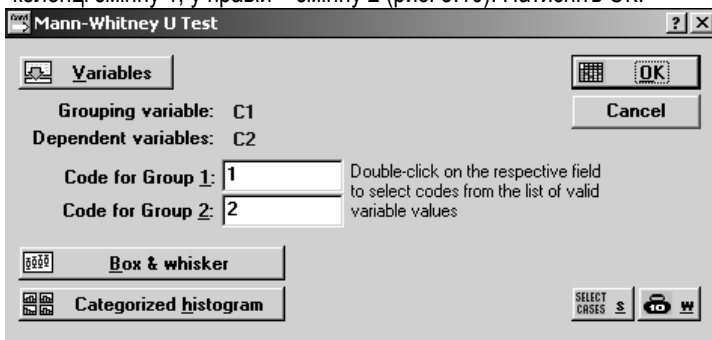 Mann-Whitney U Test
Variables
OK
Grouping variable: C1
Cancel
Dependent variables: C2
Code for Group 1: 1
Code for Group 2: 2
Double-click on the respective field
to select codes from the list of valid
variable values
Box & whisker
Categorized histogram
SELECT
CASES S
W